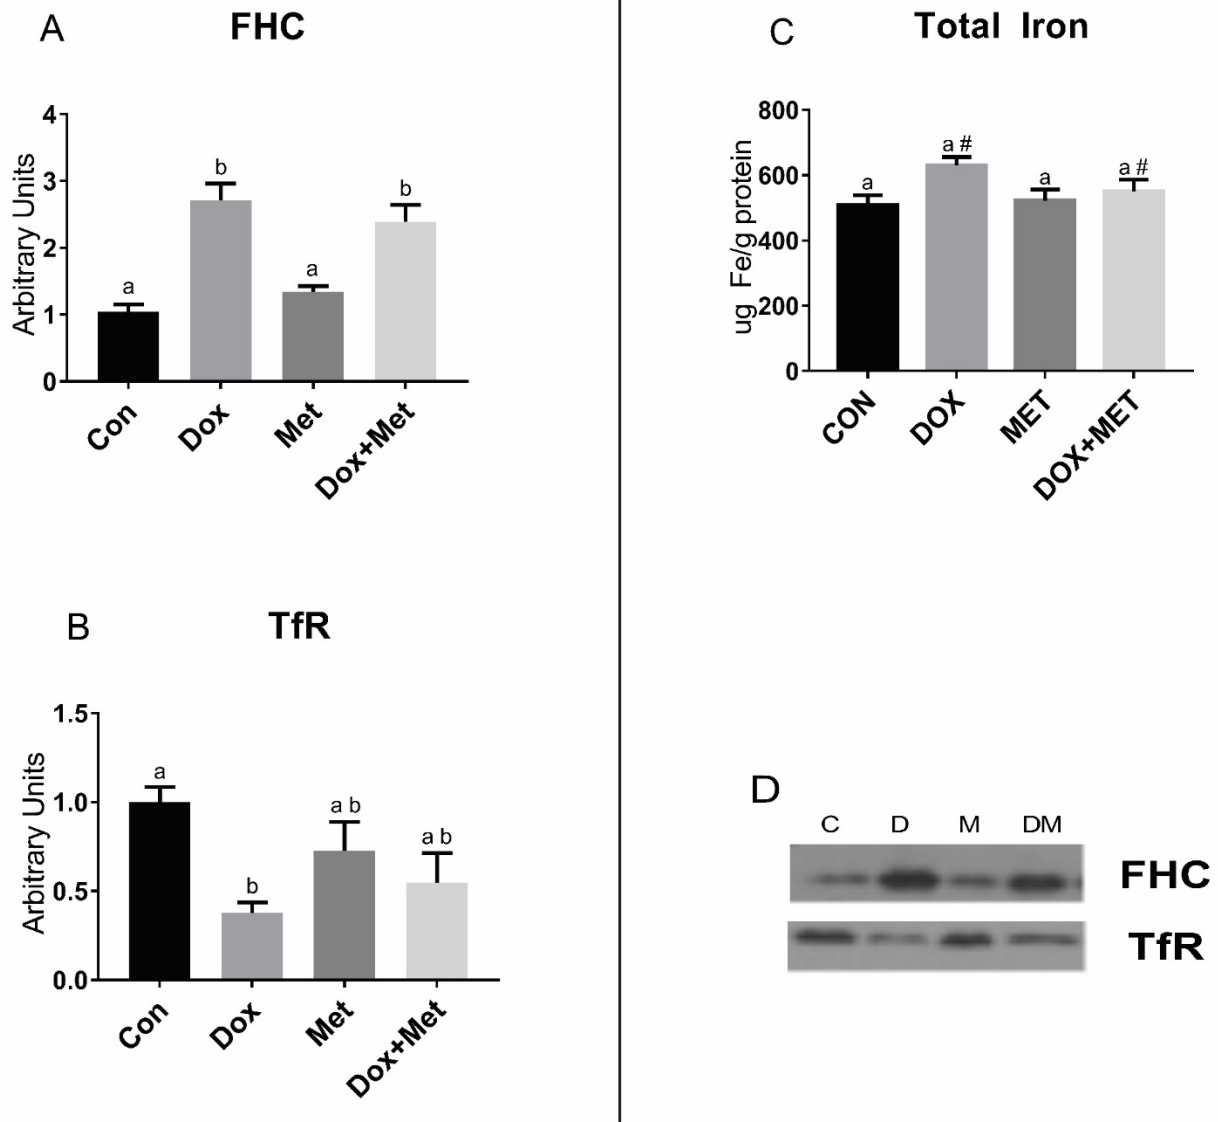 A
FHC
Arbitrary Units
4
3
2
1
0
a
b
a
b
Con
Dox
Met
Dox+Met
B
TfR
Arbitrary Units
1.5
1.0
0.5
0.0
a
b
a b
a b
Con
Dox
Met
Dox+Met
C
Total Iron
ug Fe/g protein
800
600
400
200
0
a
a #
a
a #
CON
DOX
MET
DOX+MET
D
C D M DM
FHC
TfR